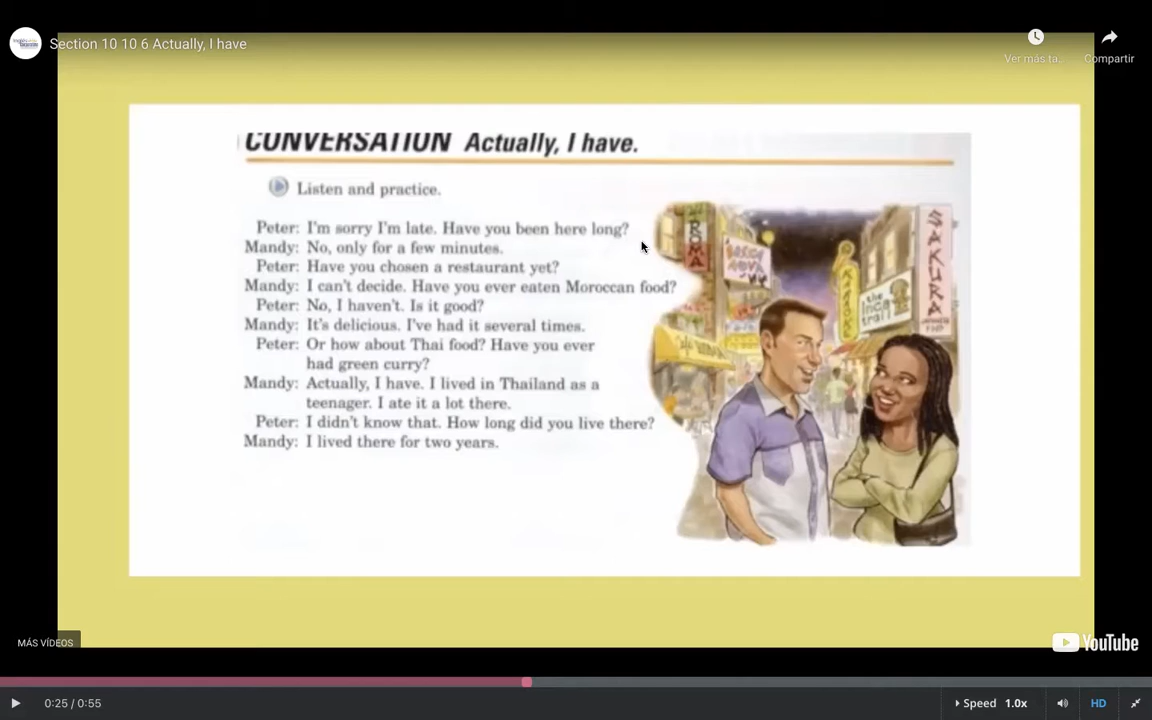 Section 10 10 6 Actually, I have
Ver más ta...
Compartir
CONVERSATION Actually, I have.
Listen and practice.
Peter: I'm sorry I'm late. Have you been here long?
Mandy: No, only for a few minutes.
Peter: Have you chosen a restaurant yet?
Mandy: I can't decide. Have you ever eaten Moroccan food?
Peter: No, I haven't. Is it good?
Mandy: It's delicious. I've had it several times.
Peter: Or how about Thai food? Have you ever
had green curry?
Mandy: Actually, I have. I lived in Thailand as a
teenager. I ate it a lot there.
Peter: I didn't know that. How long did you live there?
Mandy: I lived there for two years.
ROMA
KARAOKE
the
Inca
trail
SAKURA
MÁS VÍDEOS
YouTube
0:25 / 0:55
Speed 1.0x
HD